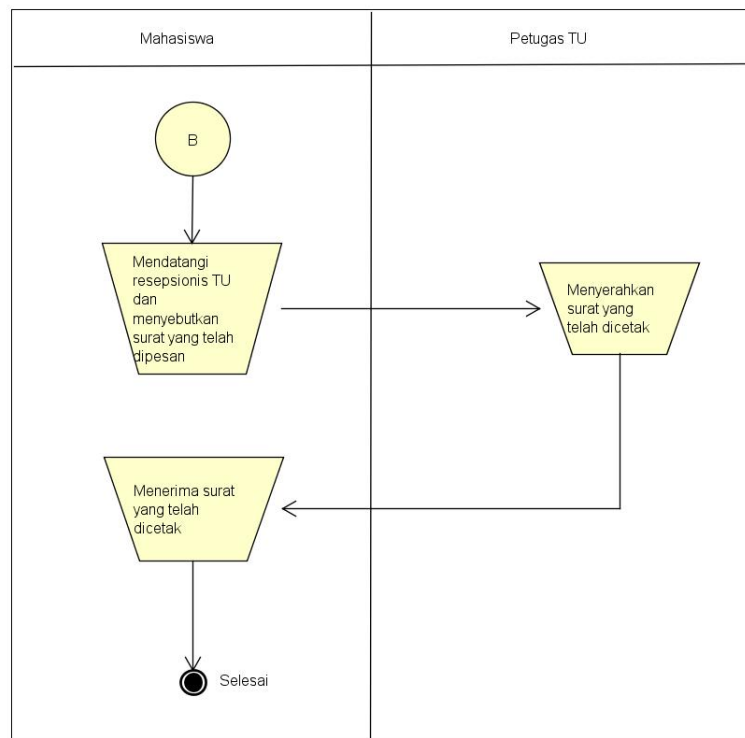 Mahasiswa
Petugas TU
B
Mendatangi
resepsionis TU
dan
menyebutkan
surat yang telah
dipesan
Menyerahkan
surat yang
telah dicetak
Menerima surat
yang telah
dicetak
Selesai